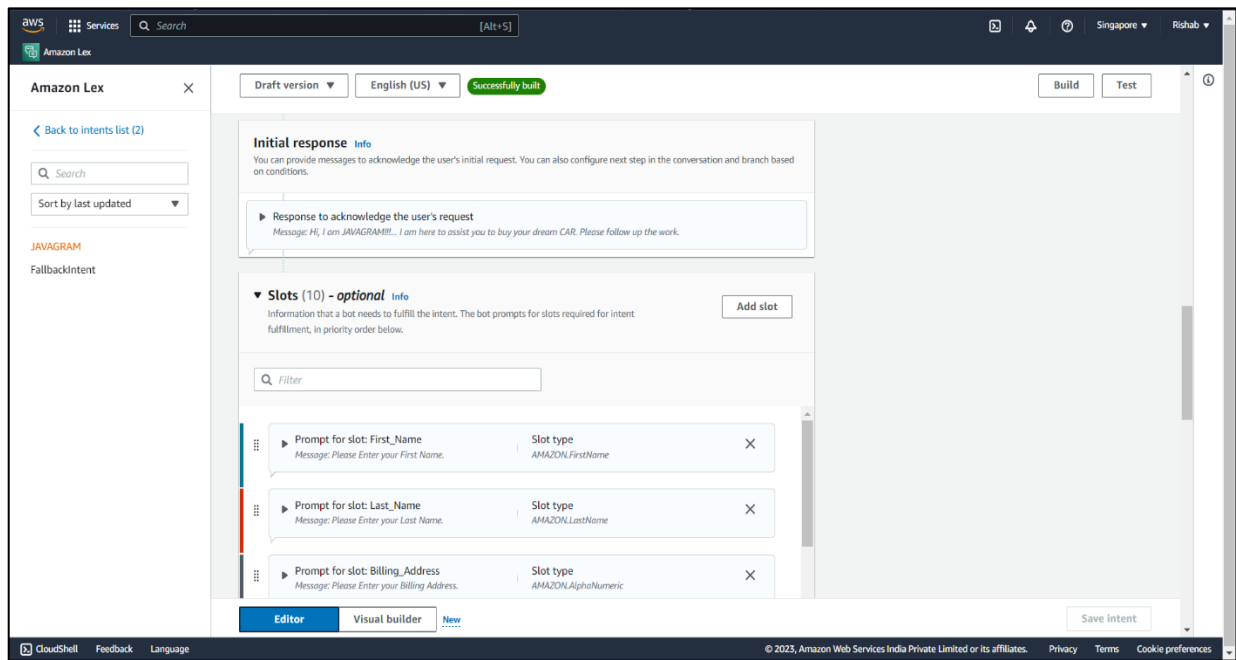 aws
Services
Search
[Alt+S]
Singapore
Rishab
Amazon Lex
Amazon Lex
Back to intents list (2)
Search
Sort by last updated
JAVAGRAM
FallbackIntent
Draft version
English (US)
Successfully built
Build
Test
Initial response Info
You can provide messages to acknowledge the user's initial request. You can also configure next step in the conversation and branch based
on conditions.
Response to acknowledge the user's request
Message: Hi, I am JAVAGRAM!!!... I am here to assist you to buy your dream CAR. Please follow up the work.
Slots (10) - optional Info
Information that a bot needs to fulfill the intent. The bot prompts for slots required for intent
fulfillment, in priority order below.
Add slot
Filter
Prompt for slot: First_Name
Message: Please Enter your First Name.
Slot type
AMAZON.FirstName
Prompt for slot: Last_Name
Message: Please Enter your Last Name.
Slot type
AMAZON.LastName
Prompt for slot: Billing_Address
Message: Please Enter your Billing Address.
Slot type
AMAZON.AlphaNumeric
Editor
Visual builder
New
Save intent
CloudShell
Feedback
Language
© 2023, Amazon Web Services India Private Limited or its affiliates.
Privacy
Terms
Cookie preferences